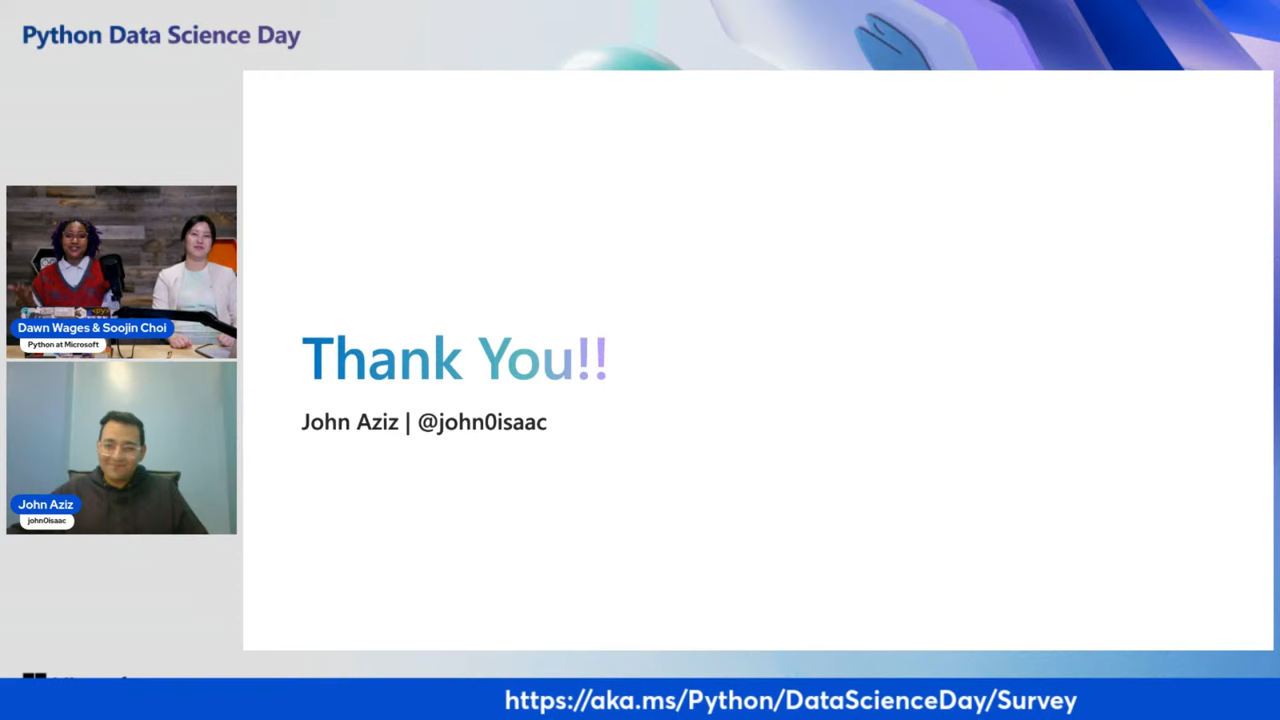 Python Data Science Day
Dawn Wages & Soojin Choi
Python at Microsoft
John Aziz
john0isaac
Thank You!!
John Aziz | @john0isaac
https://aka.ms/Python/DataScienceDay/Survey